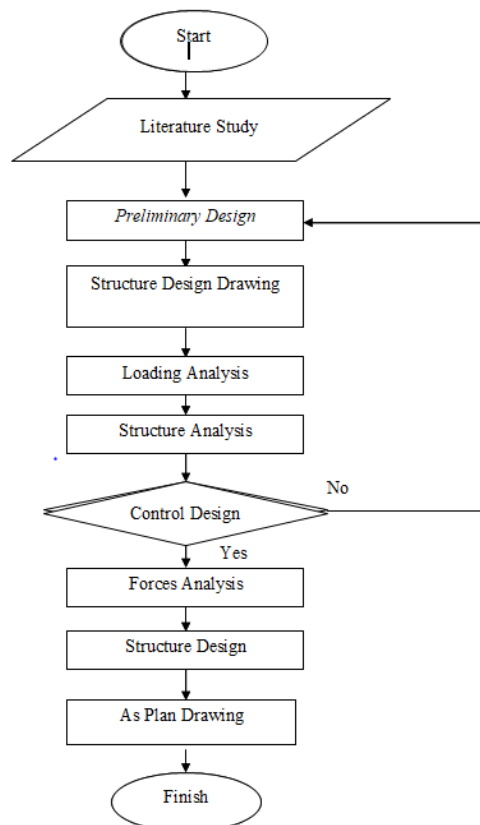 Start
Literature Study
Preliminary Design
Structure Design Drawing
Loading Analysis
Structure Analysis
No
Control Design
Yes
Forces Analysis
Structure Design
As Plan Drawing
Finish